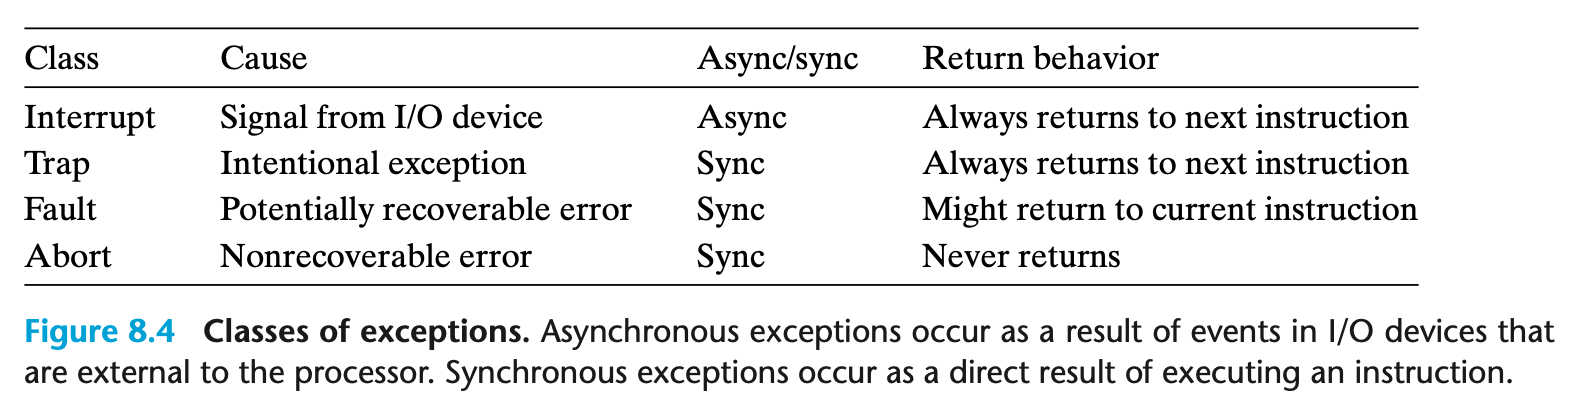 Class Cause Async/sync Return behavior
Interrupt Signal from I/O device Async Always returns to next instruction
Trap Intentional exception Sync Always returns to next instruction
Fault Potentially recoverable error Sync Might return to current instruction
Abort Nonrecoverable error Sync Never returns
Figure 8.4 Classes of exceptions. Asynchronous exceptions occur as a result of events in I/O devices that
are external to the processor. Synchronous exceptions occur as a direct result of executing an instruction.